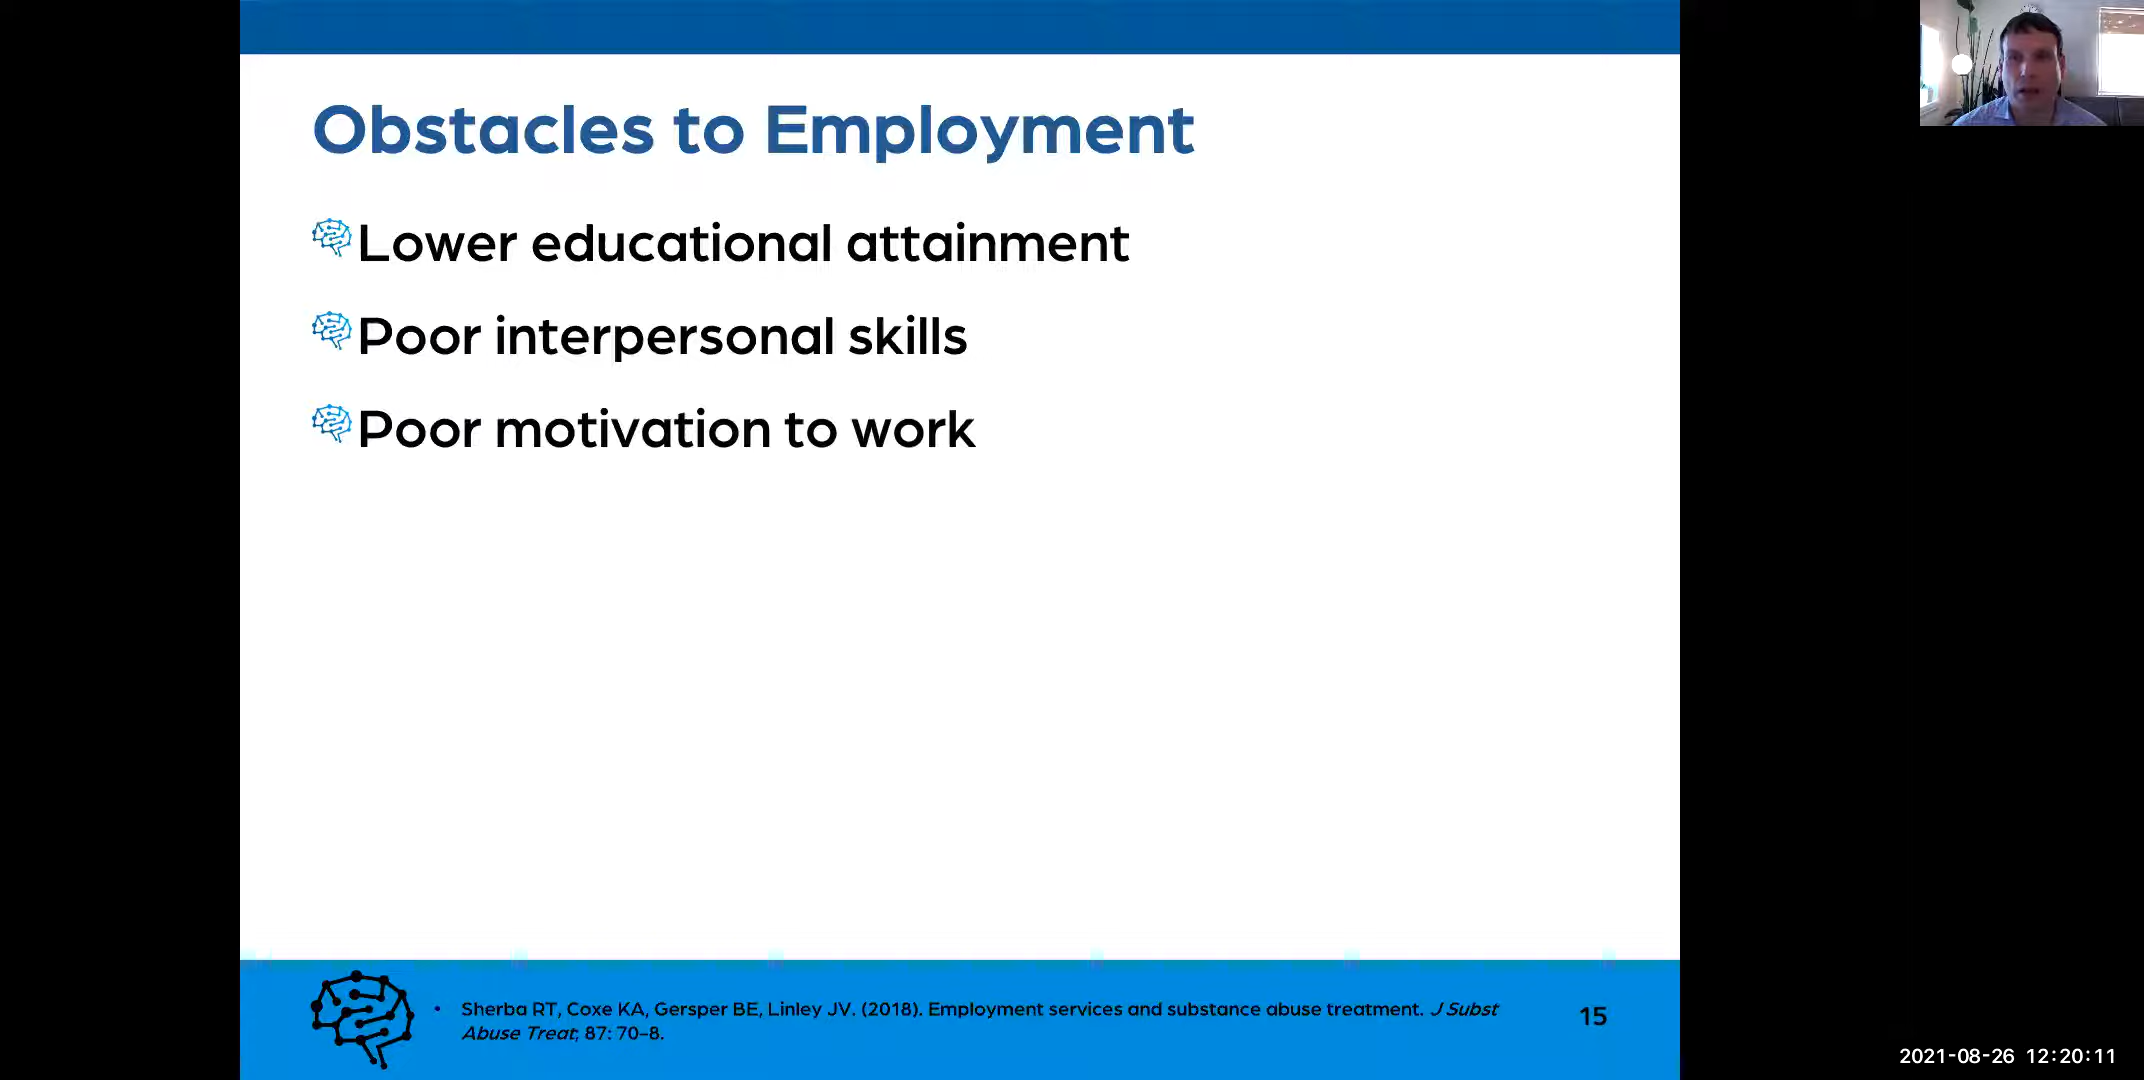 Obstacles to Employment
Lower educational attainment
Poor interpersonal skills
Poor motivation to work
• Sherba RT, Coxe KA, Gersper BE, Linley JV. (2018). Employment services and substance abuse treatment. J Subst
Abuse Treat; 87: 70-8.
15
2021-08-26 12:20:11